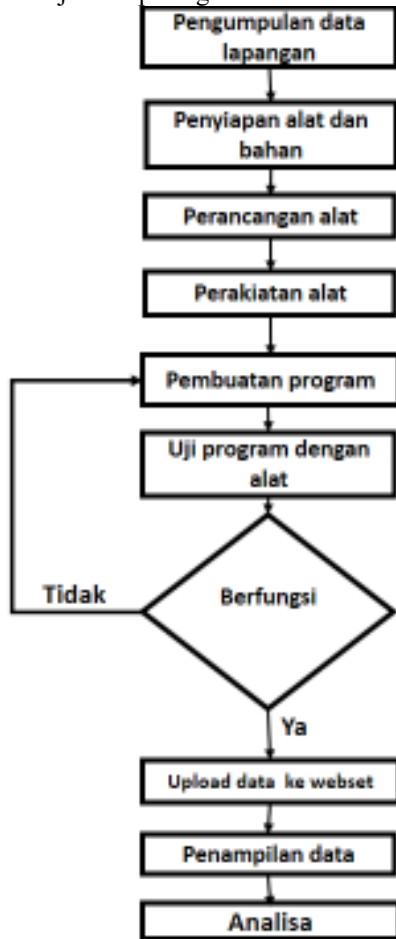 Pengumpulan data
lapangan
Penyiapan alat dan
bahan
Perancangan alat
Perakiatan alat
Pembuatan program
Uji program dengan
alat
Berfungsi
Tidak
Ya
Upload data ke webset
Penampilan data
Analisa